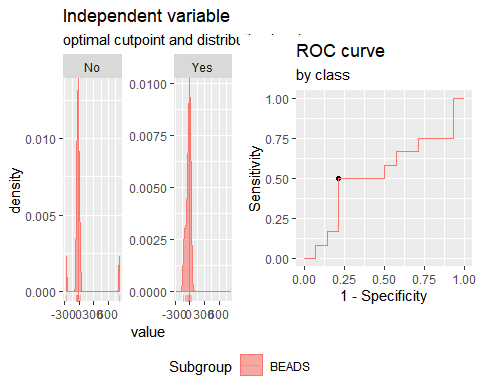 Independent variable
optimal cutpoint and distribu
No
Yes
0.010
0.005
0.000
0.0100
0.0075
0.0050
0.0025
0.0000
density
value
ROC curve
by class
1.00
0.75
0.50
0.25
0.00
Sensitivity
0.00 0.25 0.50 0.75 1.00
1 - Specificity
Subgroup
BEADS